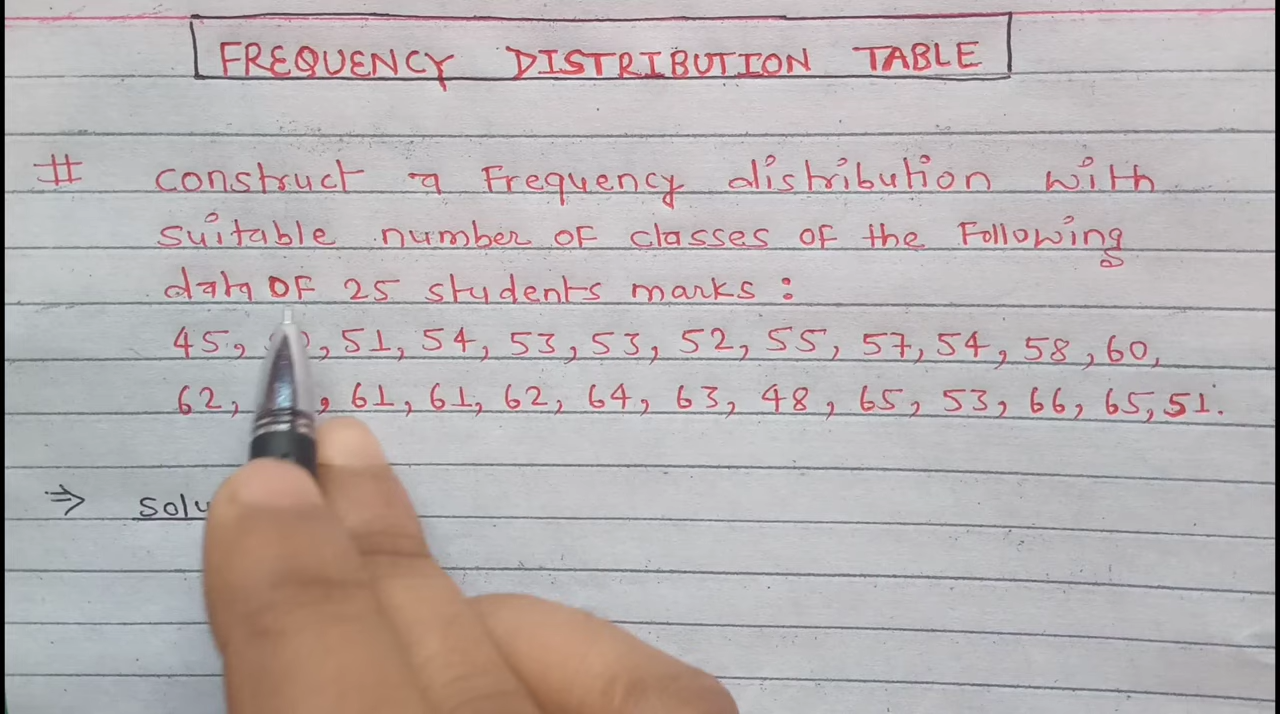 FREQUENCY DISTRIBUTION TABLE
# construct a Frequency distribution with
suitable number of classes of the Following
data of 25 students marks :
45, , 51, 54, 53, 53, 52, 55, 57, 54, 58, 60,
62, , 61, 61, 62, 64, 63, 48, 65, 53, 66, 65, 51.
⇒